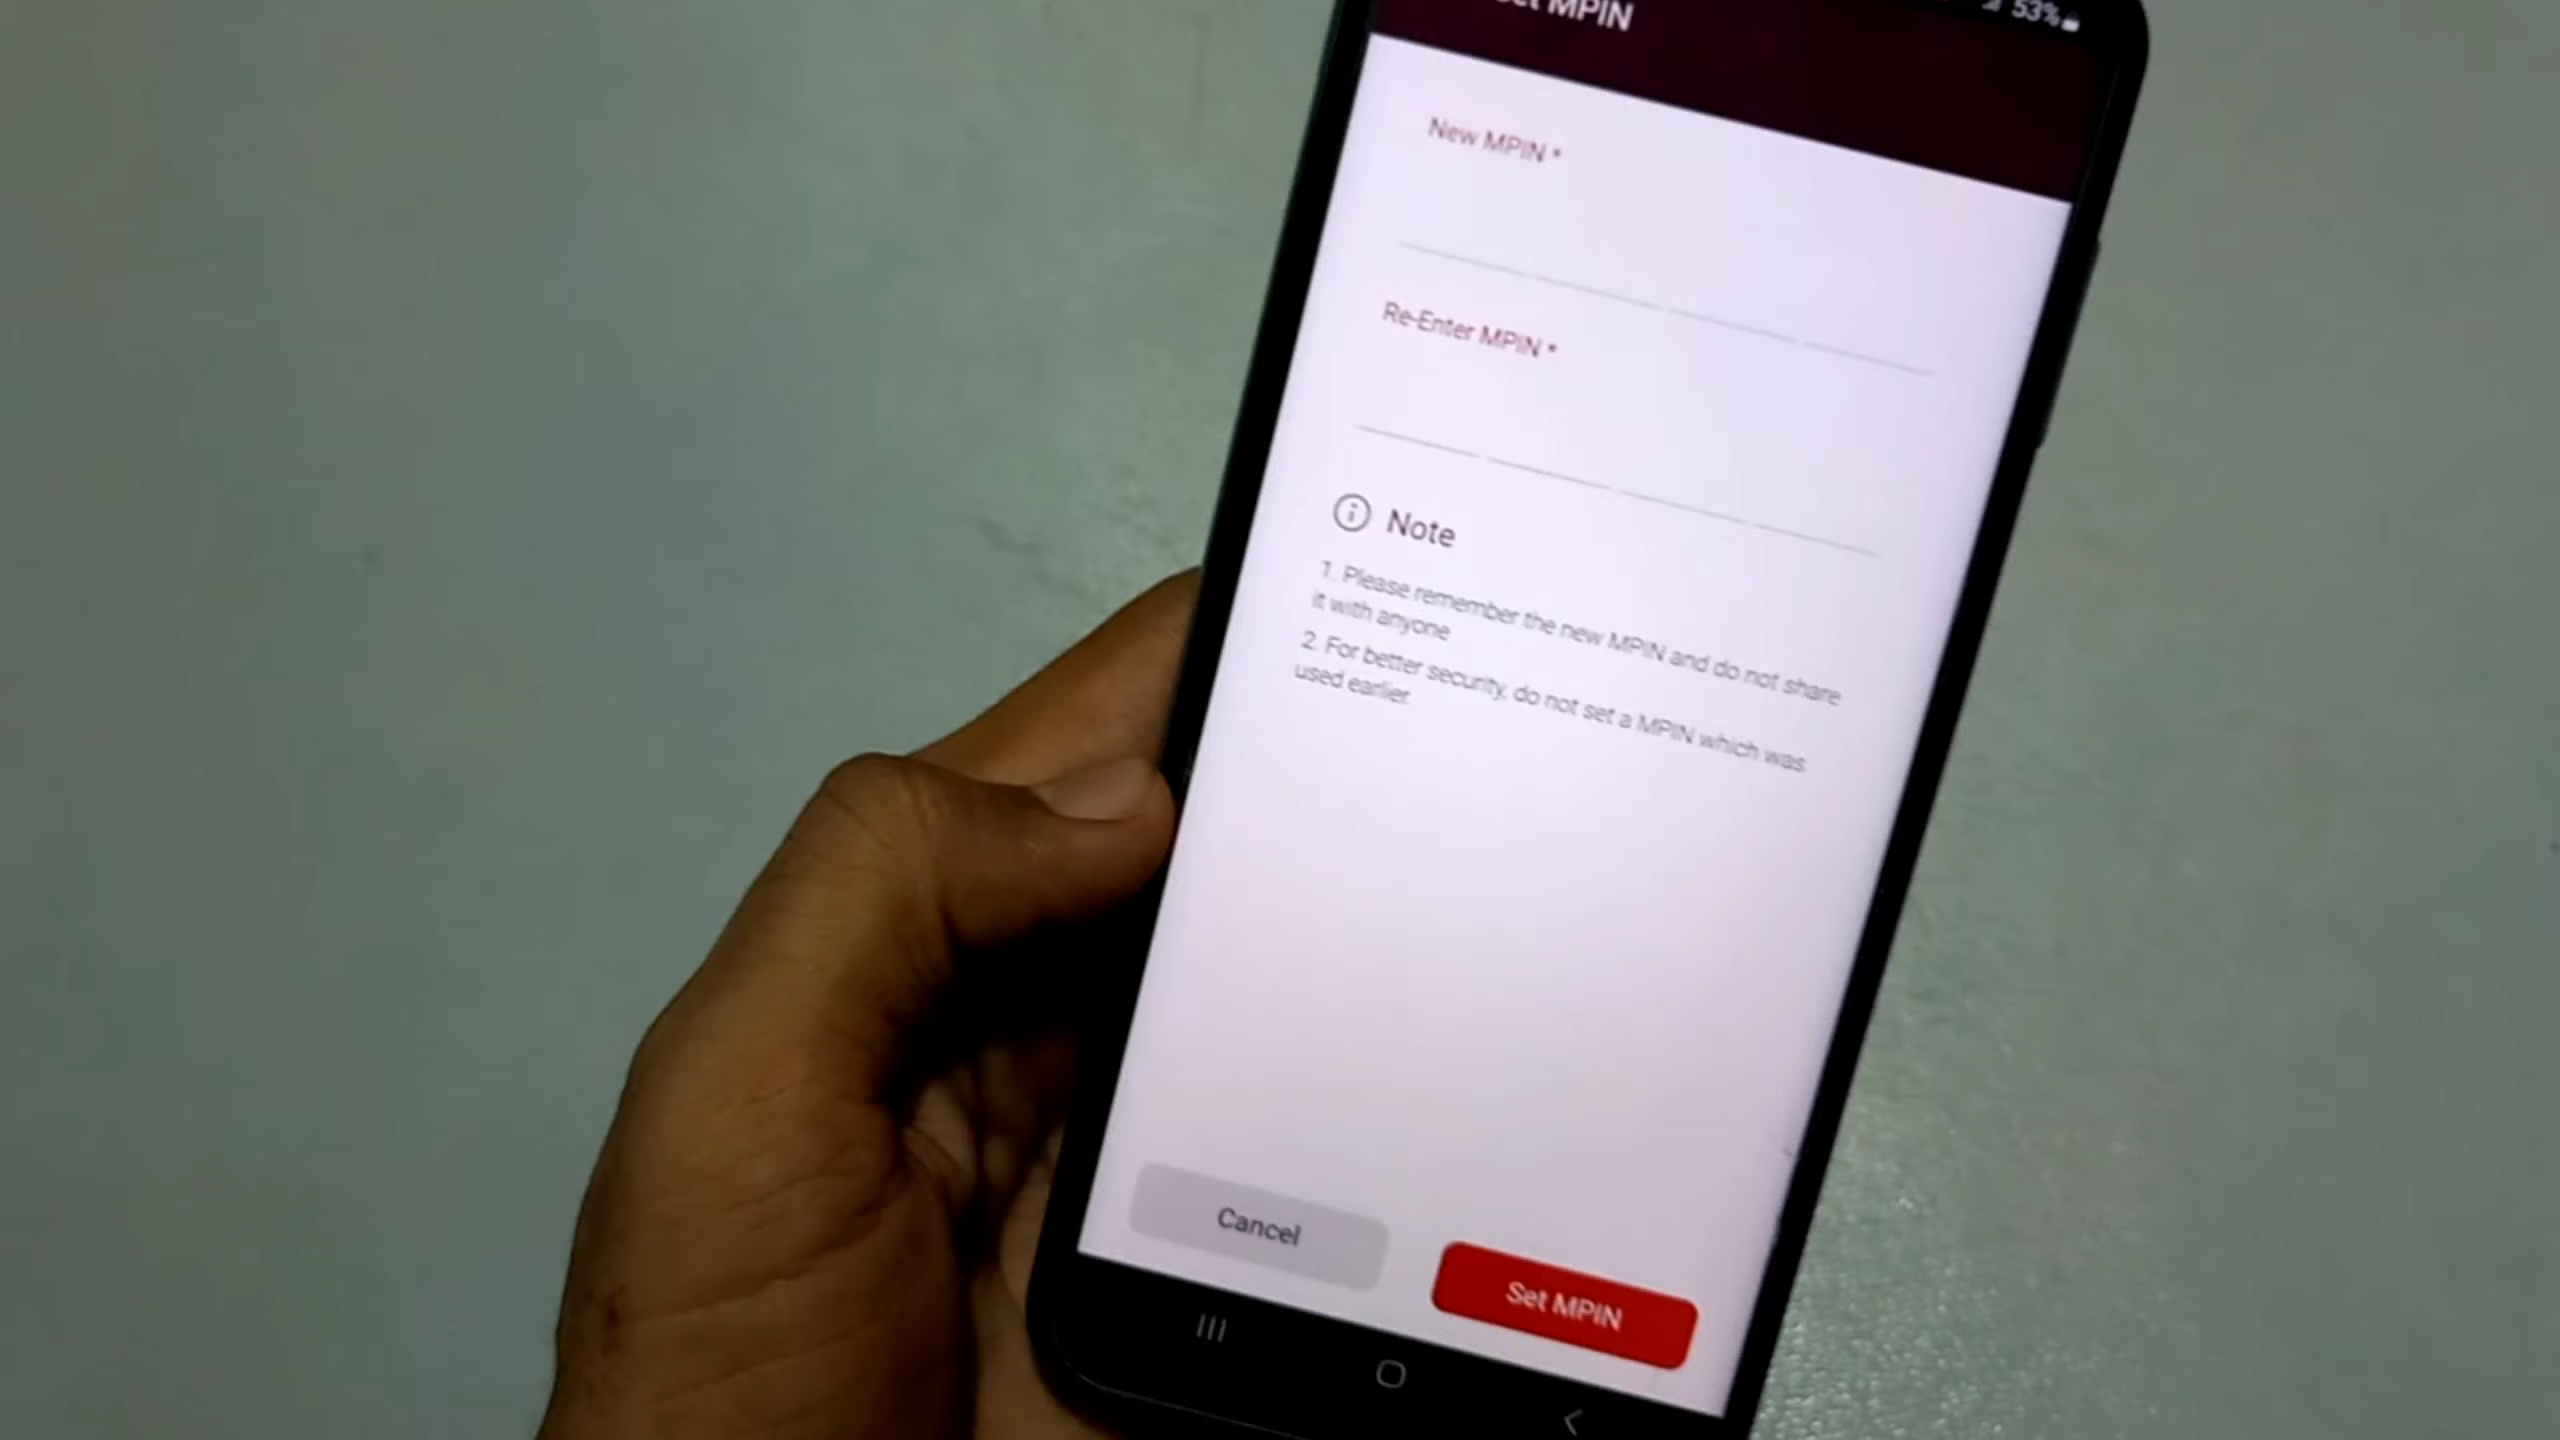 53%
Set MPIN
New MPIN *
Re-Enter MPIN *
Note
1. Please remember the new MPIN and do not share
it with anyone
2. For better security, do not set a MPIN which was
used earlier.
Cancel
Set MPIN